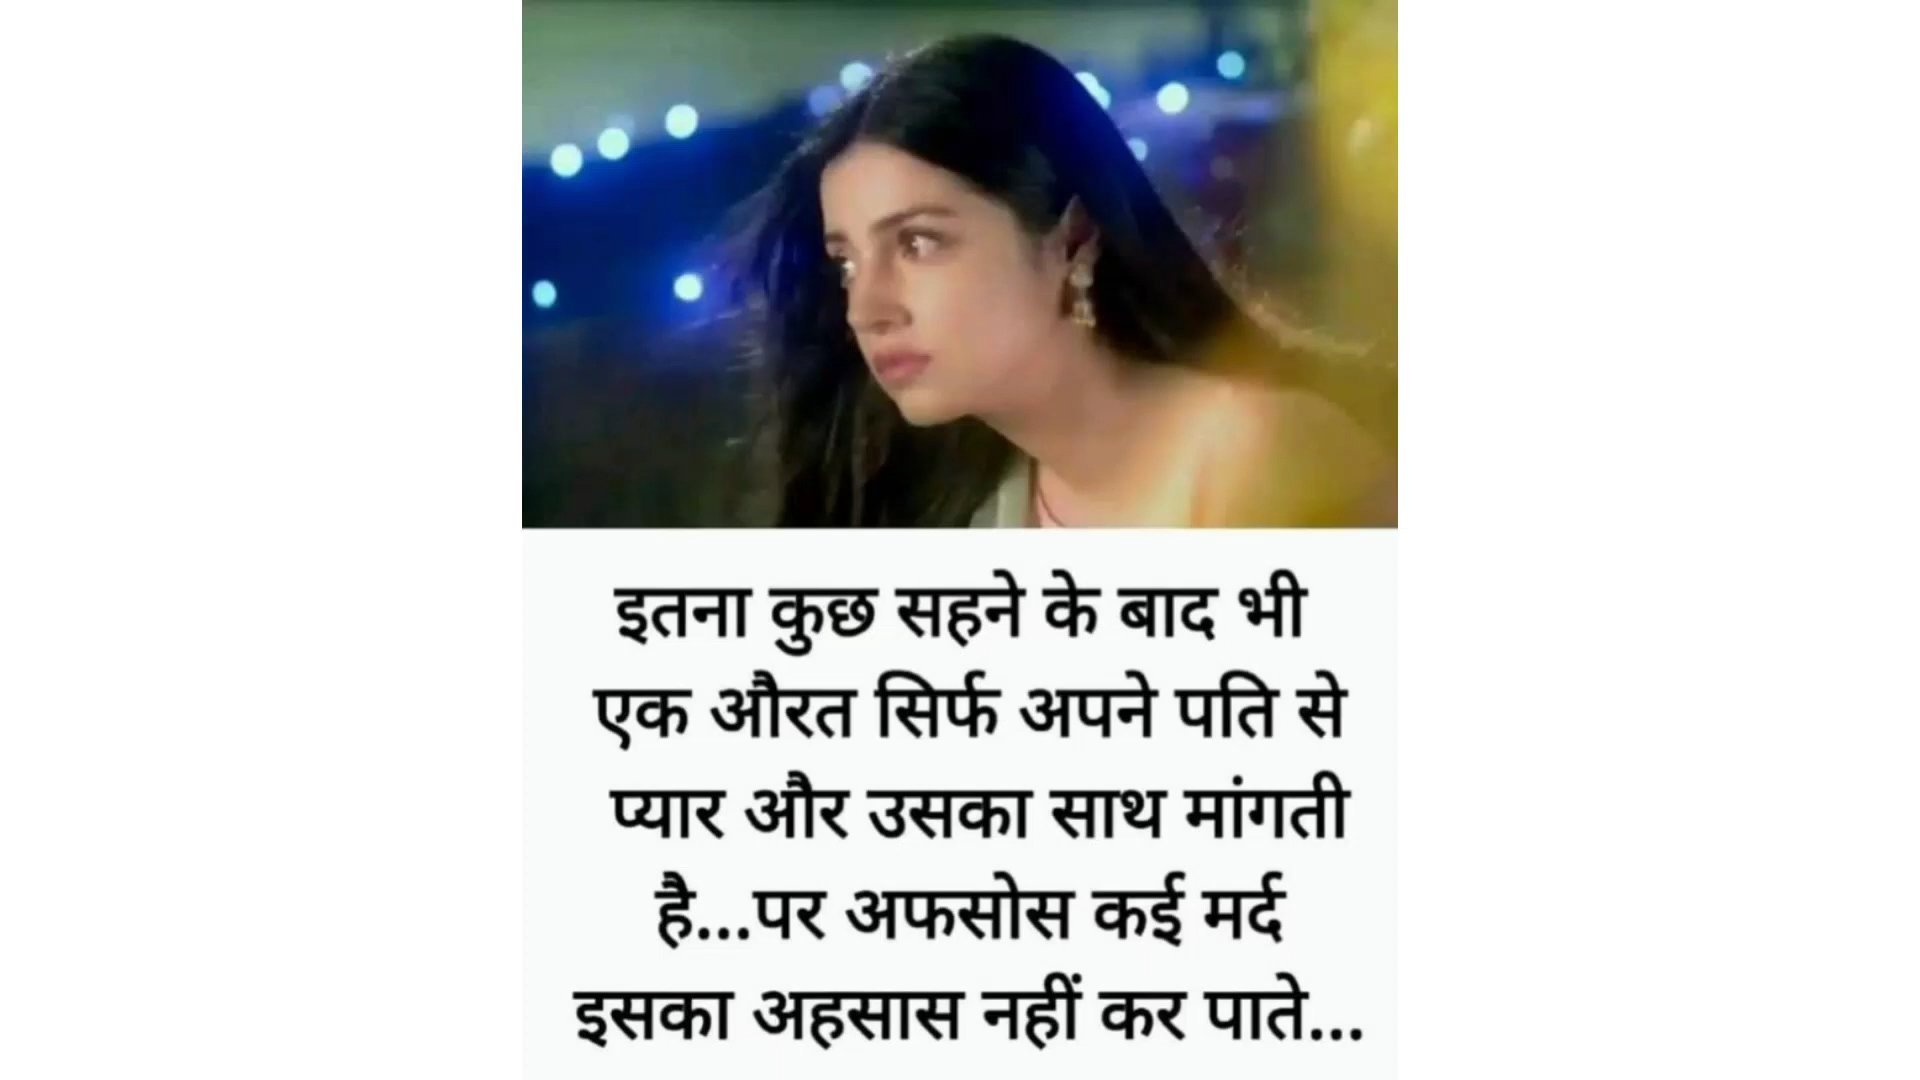 इतना कुछ सहने के बाद भी
एक औरत सिर्फ अपने पति से
प्यार और उसका साथ मांगती
है...पर अफसोस कई मर्द
इसका अहसास नहीं कर पाते...